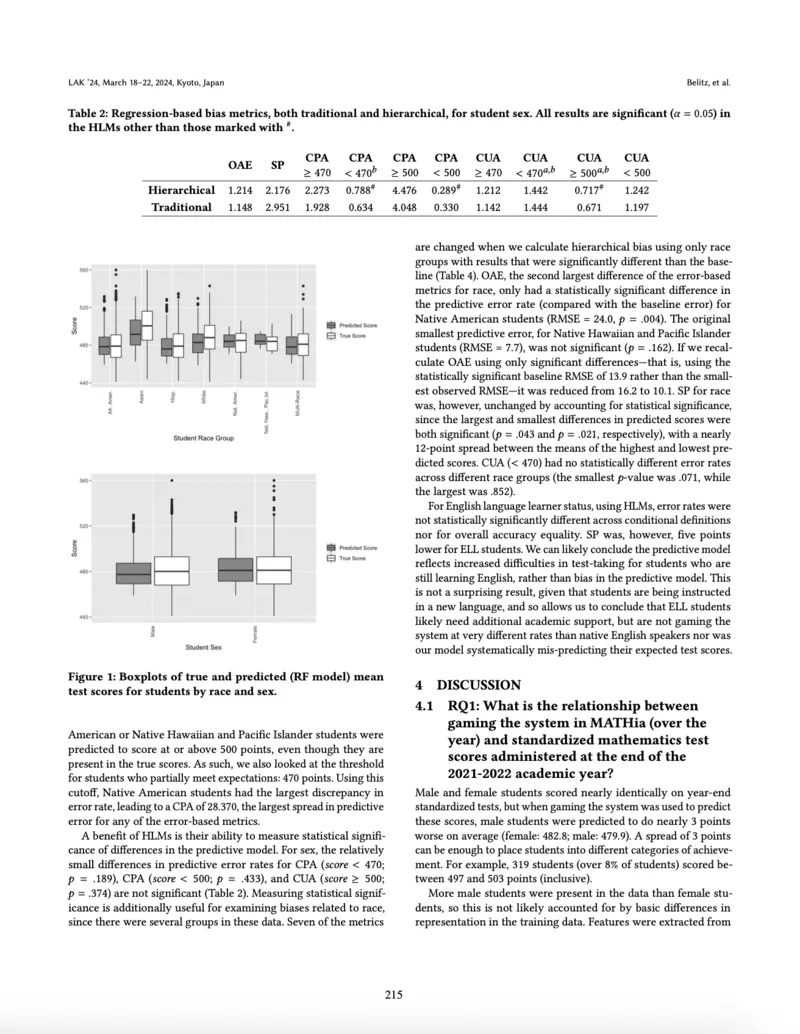 LAK ’24, March 18–22, 2024, Kyoto, Japan
Belitz, et al.
Table 2: Regression-based bias metrics, both traditional and hierarchical, for student sex. All results are significant (α = 0.05) in
the HLMs other than those marked with #.
OAE SP CPA ≥ 470 CPA < 470b CPA ≥ 500 CPA < 500 CUA ≥ 470 CUA < 470a,b CUA ≥ 500a,b CUA < 500
Hierarchical 1.214 2.176 2.273 0.788# 4.476 0.289# 1.212 1.442 0.717# 1.242
Traditional 1.148 2.951 1.928 0.634 4.048 0.330 1.142 1.444 0.671 1.197
560
520
480
440
Score
Afr. Amer.
Asian
Hisp.
White
Nat. Amer.
Nat. Haw., Pac.Isl.
Multi-Race
Student Race Group
Predicted Score
True Score
560
520
480
440
Score
Male
Female
Student Sex
Predicted Score
True Score
Figure 1: Boxplots of true and predicted (RF model) mean
test scores for students by race and sex.
American or Native Hawaiian and Pacific Islander students were
predicted to score at or above 500 points, even though they are
present in the true scores. As such, we also looked at the threshold
for students who partially meet expectations: 470 points. Using this
cutoff, Native American students had the largest discrepancy in
error rate, leading to a CPA of 28.370, the largest spread in predictive
error for any of the error-based metrics.
A benefit of HLMs is their ability to measure statistical signifi-
cance of differences in the predictive model. For sex, the relatively
small differences in predictive error rates for CPA (score < 470;
p = .189), CPA (score < 500; p = .433), and CUA (score ≥ 500;
p = .374) are not significant (Table 2). Measuring statistical signif-
icance is additionally useful for examining biases related to race,
since there were several groups in these data. Seven of the metrics
are changed when we calculate hierarchical bias using only race
groups with results that were significantly different than the base-
line (Table 4). OAE, the second largest difference of the error-based
metrics for race, only had a statistically significant difference in
the predictive error rate (compared with the baseline error) for
Native American students (RMSE = 24.0, p = .004). The original
smallest predictive error, for Native Hawaiian and Pacific Islander
students (RMSE = 7.7), was not significant (p = .162). If we recal-
culate OAE using only significant differences—that is, using the
statistically significant baseline RMSE of 13.9 rather than the small-
est observed RMSE—it was reduced from 16.2 to 10.1. SP for race
was, however, unchanged by accounting for statistical significance,
since the largest and smallest differences in predicted scores were
both significant (p = .043 and p = .021, respectively), with a nearly
12-point spread between the means of the highest and lowest pre-
dicted scores. CUA (< 470) had no statistically different error rates
across different race groups (the smallest p-value was .071, while
the largest was .852).
For English language learner status, using HLMs, error rates were
not statistically significantly different across conditional definitions
nor for overall accuracy equality. SP was, however, five points
lower for ELL students. We can likely conclude the predictive model
reflects increased difficulties in test-taking for students who are
still learning English, rather than bias in the predictive model. This
is not a surprising result, given that students are being instructed
in a new language, and so allows us to conclude that ELL students
likely need additional academic support, but are not gaming the
system at very different rates than native English speakers nor was
our model systematically mis-predicting their expected test scores.
4 DISCUSSION
4.1 RQ1: What is the relationship between
gaming the system in MATHia (over the
year) and standardized mathematics test
scores administered at the end of the
2021-2022 academic year?
Male and female students scored nearly identically on year-end
standardized tests, but when gaming the system was used to predict
these scores, male students were predicted to do nearly 3 points
worse on average (female: 482.8; male: 479.9). A spread of 3 points
can be enough to place students into different categories of achieve-
ment. For example, 319 students (over 8% of students) scored be-
tween 497 and 503 points (inclusive).
More male students were present in the data than female stu-
dents, so this is not likely accounted for by basic differences in
representation in the training data. Features were extracted from
215